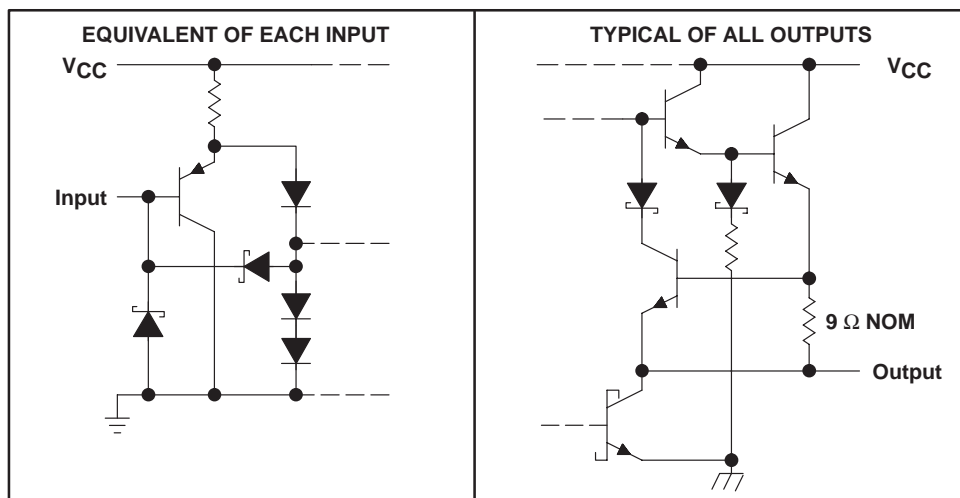 EQUIVALENT OF EACH INPUT
VCC
Input
TYPICAL OF ALL OUTPUTS
VCC
9 Ω NOM
Output